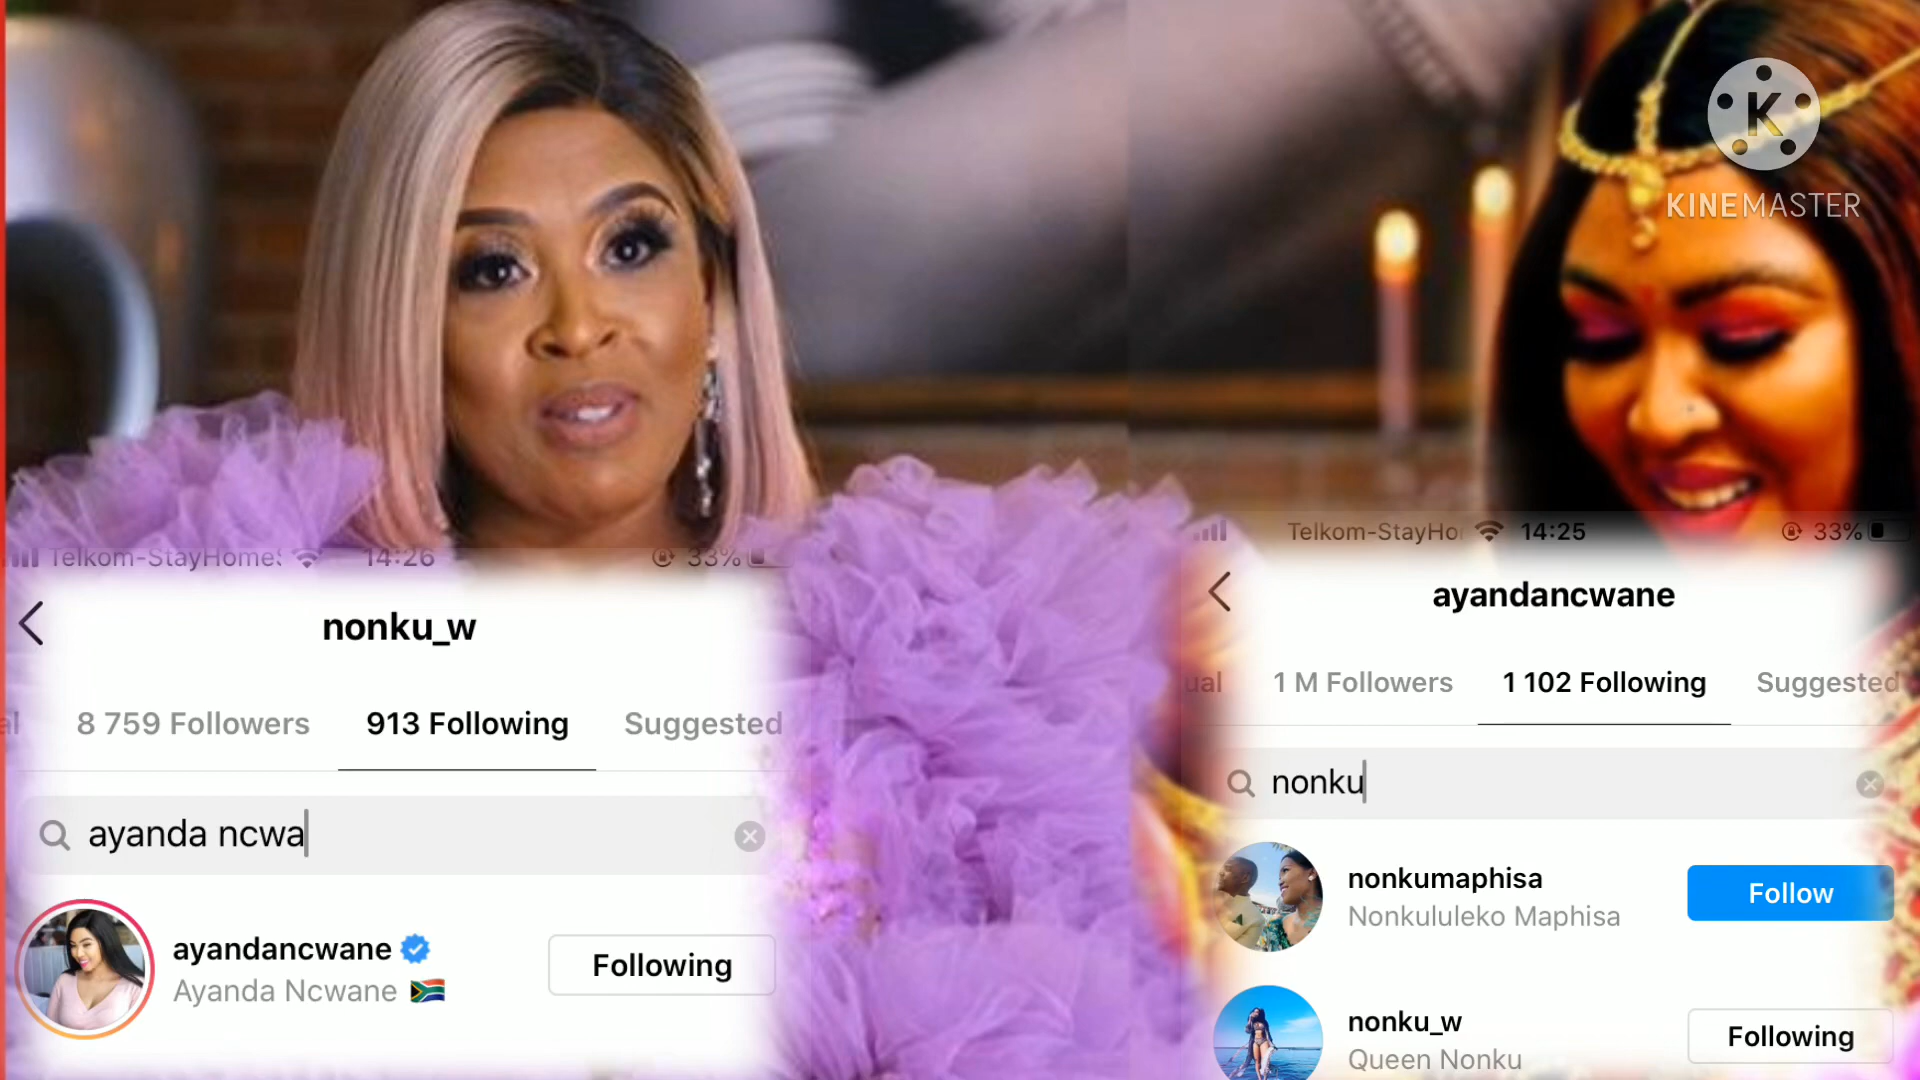 K
KINEMASTER
Telkom-StayHome 14:26 33%
nonku_w
al 8 759 Followers 913 Following Suggested
ayanda ncwa
ayandancwane
Ayanda Ncwane
Following
Telkom-StayHo 14:25 33%
ayandancwane
ual 1 M Followers 1 102 Following Suggested
nonku
nonkumaphisa
Nonkululeko Maphisa
Follow
nonku_w
Queen Nonku
Following